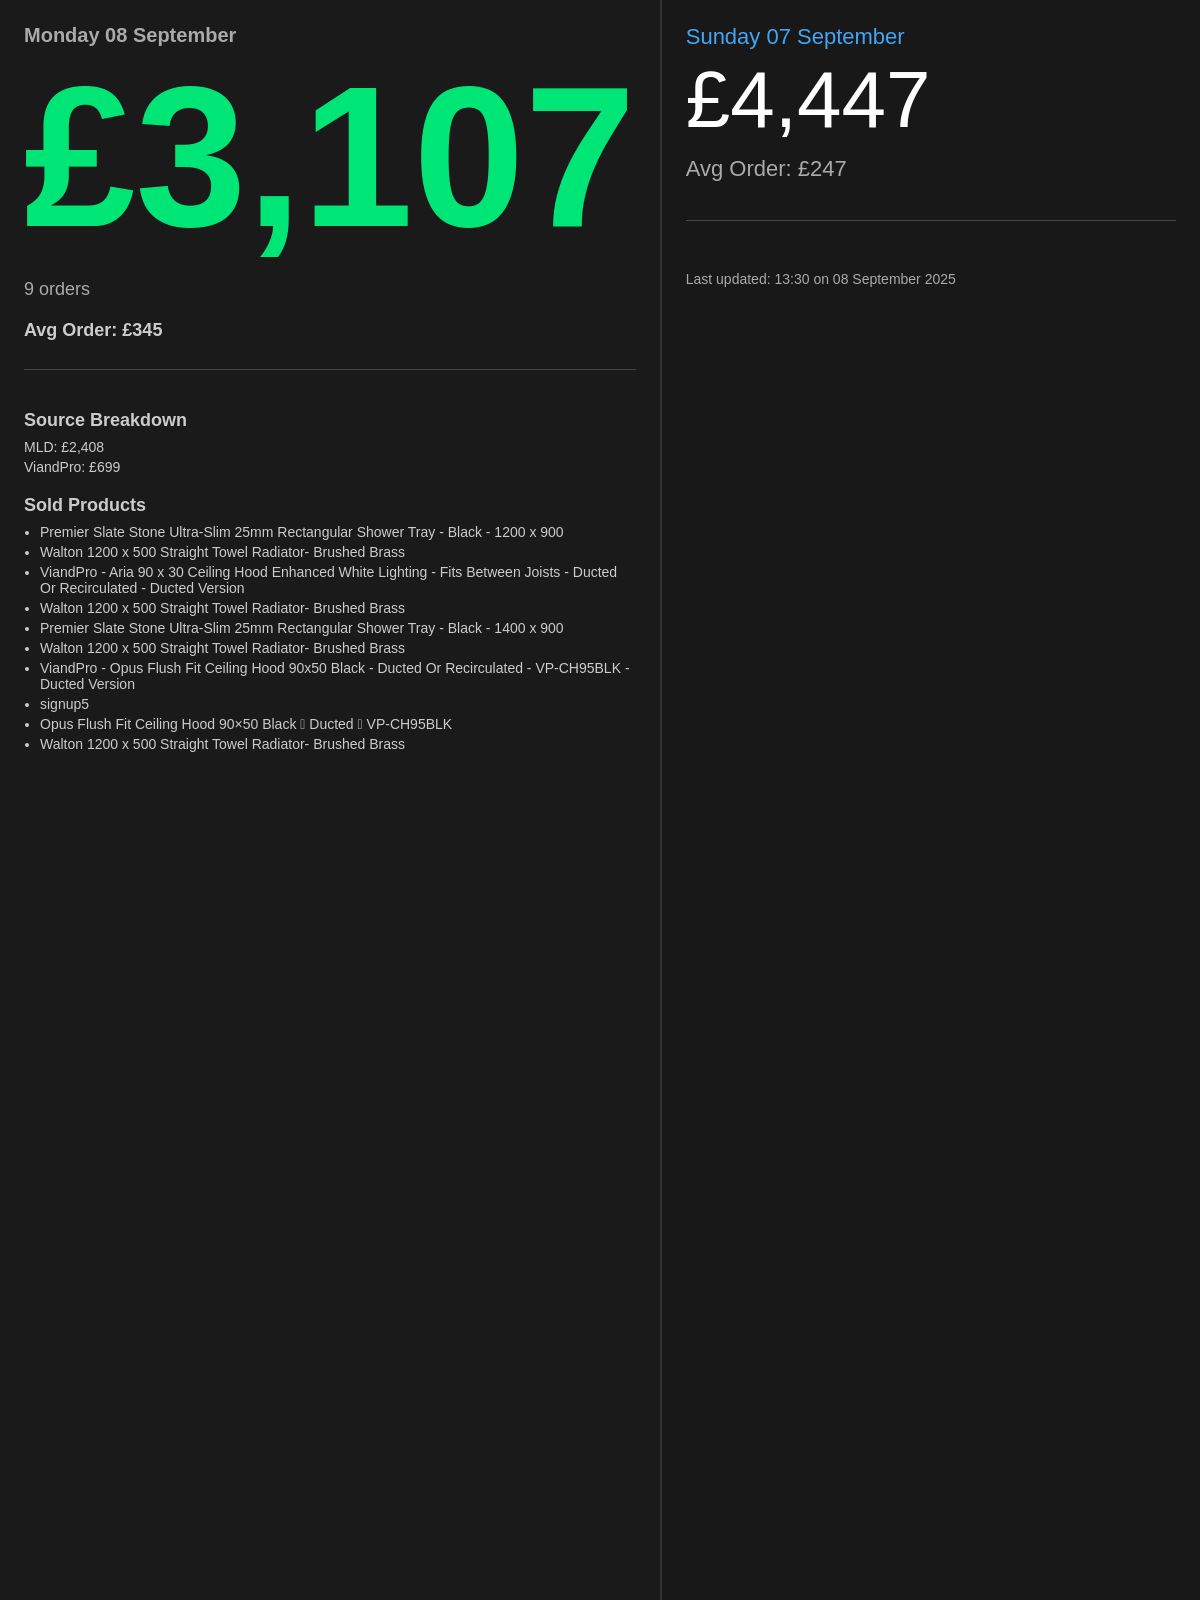 Monday 08 September
£3,107
9 orders
Avg Order: £345
Source Breakdown
MLD: £2,408
ViandPro: £699
Sold Products
• Premier Slate Stone Ultra-Slim 25mm Rectangular Shower Tray - Black - 1200 x 900
• Walton 1200 x 500 Straight Towel Radiator- Brushed Brass
• ViandPro - Aria 90 x 30 Ceiling Hood Enhanced White Lighting - Fits Between Joists - Ducted
Or Recirculated - Ducted Version
• Walton 1200 x 500 Straight Towel Radiator- Brushed Brass
• Premier Slate Stone Ultra-Slim 25mm Rectangular Shower Tray - Black - 1400 x 900
• Walton 1200 x 500 Straight Towel Radiator- Brushed Brass
• ViandPro - Opus Flush Fit Ceiling Hood 90x50 Black - Ducted Or Recirculated - VP-CH95BLK -
Ducted Version
• signup5
• Opus Flush Fit Ceiling Hood 90×50 Black ▯ Ducted ▯ VP-CH95BLK
• Walton 1200 x 500 Straight Towel Radiator- Brushed Brass
Sunday 07 September
£4,447
Avg Order: £247
Last updated: 13:30 on 08 September 2025